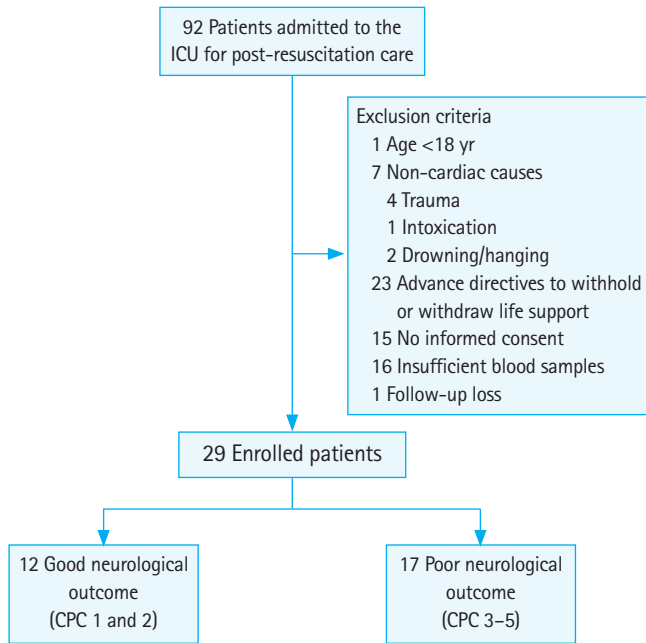 92 Patients admitted to the
ICU for post-resuscitation care
Exclusion criteria
1 Age <18 yr
7 Non-cardiac causes
4 Trauma
1 Intoxication
2 Drowning/hanging
23 Advance directives to withhold
or withdraw life support
15 No informed consent
16 Insufficient blood samples
1 Follow-up loss
29 Enrolled patients
12 Good neurological
outcome
(CPC 1 and 2)
17 Poor neurological
outcome
(CPC 3–5)